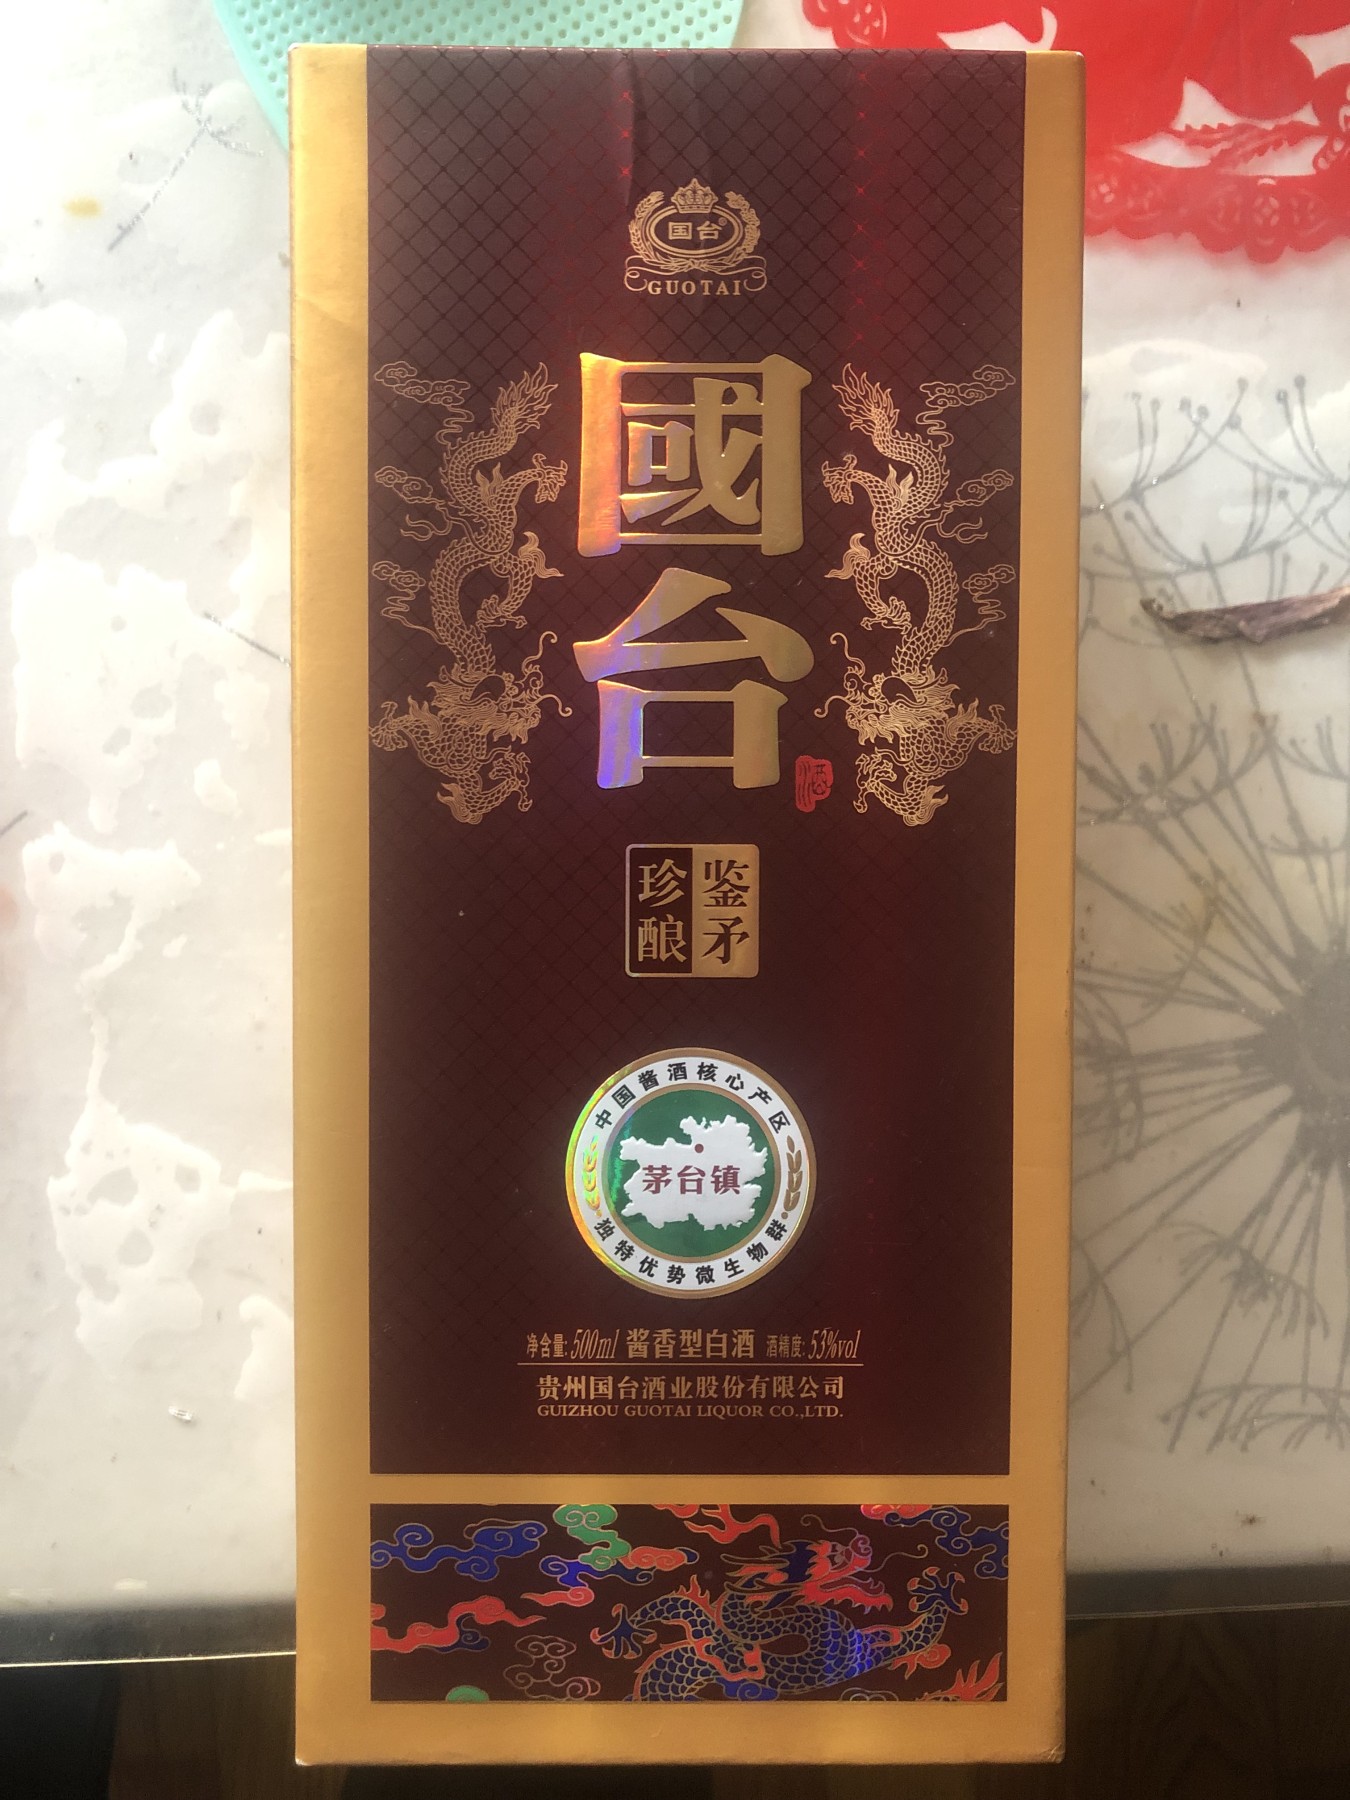 国台®
GUOTAI
國台
酒
鉴矛
珍酿
中国酱酒核心产区
茅台镇
独特优势微生物群
净含量:500ml 酱香型白酒 酒精度:53%vol
贵州国台酒业股份有限公司
GUIZHOU GUOTAI LIQUOR CO.,LTD.